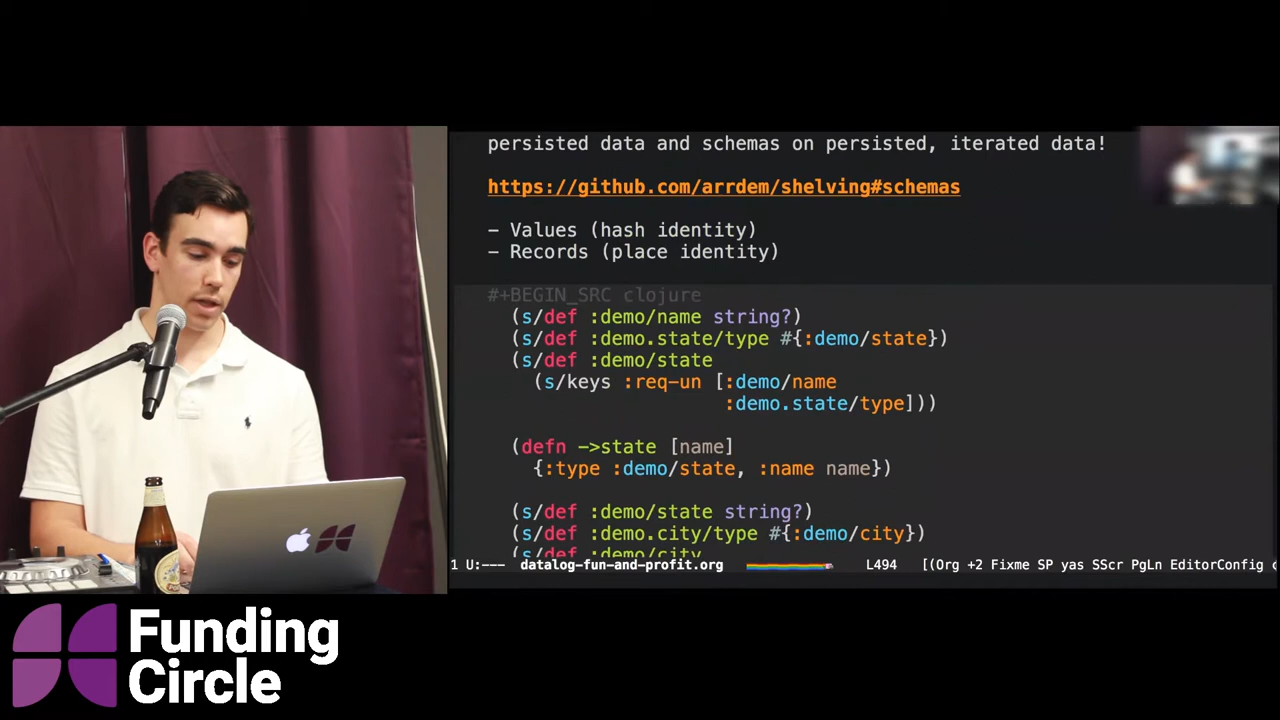 persisted data and schemas on persisted, iterated data!
https://github.com/arrdem/shelving#schemas
- Values (hash identity)
- Records (place identity)
#+BEGIN_SRC clojure
(s/def :demo/name string?)
(s/def :demo.state/type #{:demo/state})
(s/def :demo/state
(s/keys :req-un [:demo/name
:demo.state/type]))
(defn ->state [name]
{:type :demo/state, :name name})
(s/def :demo/state string?)
(s/def :demo.city/type #{:demo/city})
(s/def :demo/city
1 U:--- datalog-fun-and-profit.org L494 [(Org +2 Fixme SP yas SScr PgLn EditorConfig
Funding
Circle